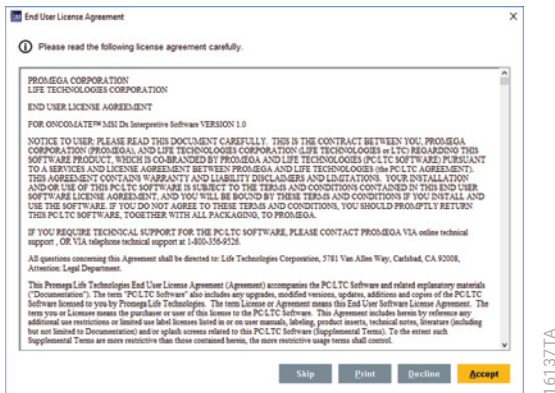 End User License Agreement
Please read the following license agreement carefully.
PROMEGA CORPORATION
LIFE TECHNOLOGIES CORPORATION
END USER LICENSE AGREEMENT
FOR ONCOMATE™ MSI Dx Interpretive Software VERSION 1.0
NOTICE TO USER: PLEASE READ THIS DOCUMENT CAREFULLY. THIS IS THE CONTRACT BETWEEN YOU, PROMEGA
CORPORATION (PROMEGA), AND LIFE TECHNOLOGIES CORPORATION (LIFE TECHNOLOGIES or LTC) REGARDING THIS
SOFTWARE PRODUCT, WHICH IS CO-BRANDED BY PROMEGA AND LIFE TECHNOLOGIES (PC/LTC SOFTWARE) PURSUANT
TO A SERVICES AND LICENSE AGREEMENT BETWEEN PROMEGA AND LIFE TECHNOLOGIES (the PC/LTC AGREEMENT).
THIS AGREEMENT CONTAINS WARRANTY AND LIABILITY DISCLAIMERS AND LIMITATIONS. YOUR INSTALLATION
AND/OR USE OF THIS PC/LTC SOFTWARE IS SUBJECT TO THE TERMS AND CONDITIONS CONTAINED IN THIS END USER
SOFTWARE LICENSE AGREEMENT, AND YOU WILL BE BOUND BY THESE TERMS AND CONDITIONS IF YOU INSTALL AND
USE THE SOFTWARE. IF YOU DO NOT AGREE TO THESE TERMS AND CONDITIONS, YOU SHOULD PROMPTLY RETURN
THIS PC/LTC SOFTWARE, TOGETHER WITH ALL PACKAGING, TO PROMEGA.
IF YOU REQUIRE TECHNICAL SUPPORT FOR THE PC/LTC SOFTWARE, PLEASE CONTACT PROMEGA VIA online technical
support , OR VIA telephone technical support at 1-800-356-9526.
All questions concerning this Agreement shall be directed to: Life Technologies Corporation, 5781 Van Allen Way, Carlsbad, CA 92008,
Attention: Legal Department.
This Promega/Life Technologies End User License Agreement (Agreement) accompanies the PC/LTC Software and related explanatory materials
("Documentation"). The term "PC/LTC Software" also includes any upgrades, modified versions, updates, additions and copies of the PC/LTC
Software licensed to you by Promega/Life Technologies. The term License or Agreement means this End User Software License Agreement. The
term you or Licensee means the purchaser or user of this license to the PC/LTC Software. This Agreement includes herein by reference any
additional use restrictions or limited use label licenses listed in or on user manuals, labeling, product inserts, technical notes, literature (including
but not limited to Documentation) and/or splash screens related to this PC/LTC Software (Supplemental Terms). To the extent such
Supplemental Terms are more restrictive than those contained herein, the more restrictive usage terms shall control.
Skip Print Decline Accept
16137TA